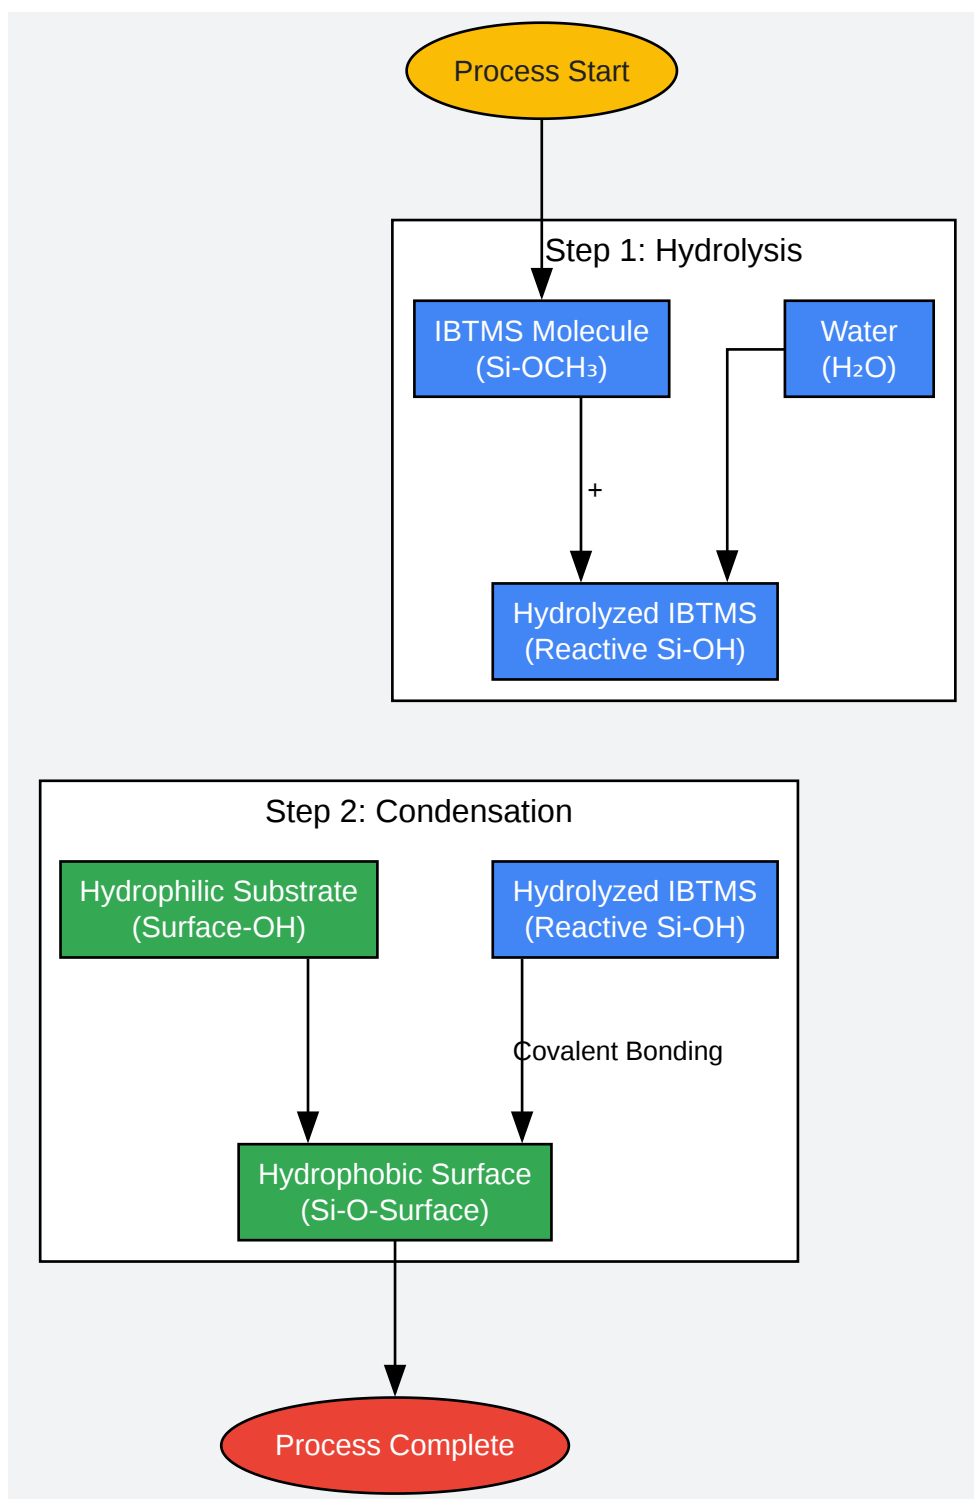 Process Start
Step 1: Hydrolysis
IBTMS Molecule
(Si-OCH₃)
Water
(H₂O)
+
Hydrolyzed IBTMS
(Reactive Si-OH)
Step 2: Condensation
Hydrophilic Substrate
(Surface-OH)
Hydrolyzed IBTMS
(Reactive Si-OH)
Covalent Bonding
Hydrophobic Surface
(Si-O-Surface)
Process Complete